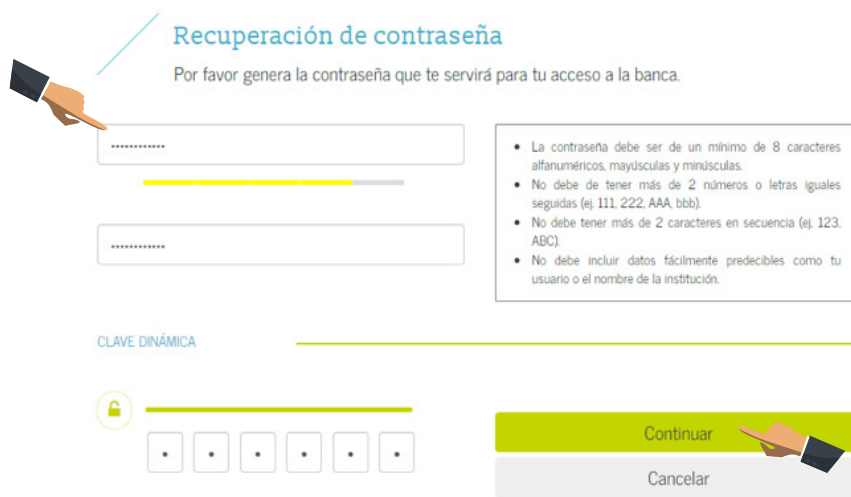 Recuperación de contraseña
Por favor genera la contraseña que te servirá para tu acceso a la banca.
............
• La contraseña debe ser de un mínimo de 8 caracteres
alfanuméricos, mayúsculas y minúsculas.
• No debe de tener más de 2 números o letras iguales
seguidas (ej. 111, 222, AAA, bbb).
• No debe tener más de 2 caracteres en secuencia (ej. 123.
ABC).
• No debe incluir datos fácilmente predecibles como tu
usuario o el nombre de la institución.
............
CLAVE DINÁMICA
• • • • • •
Continuar
Cancelar